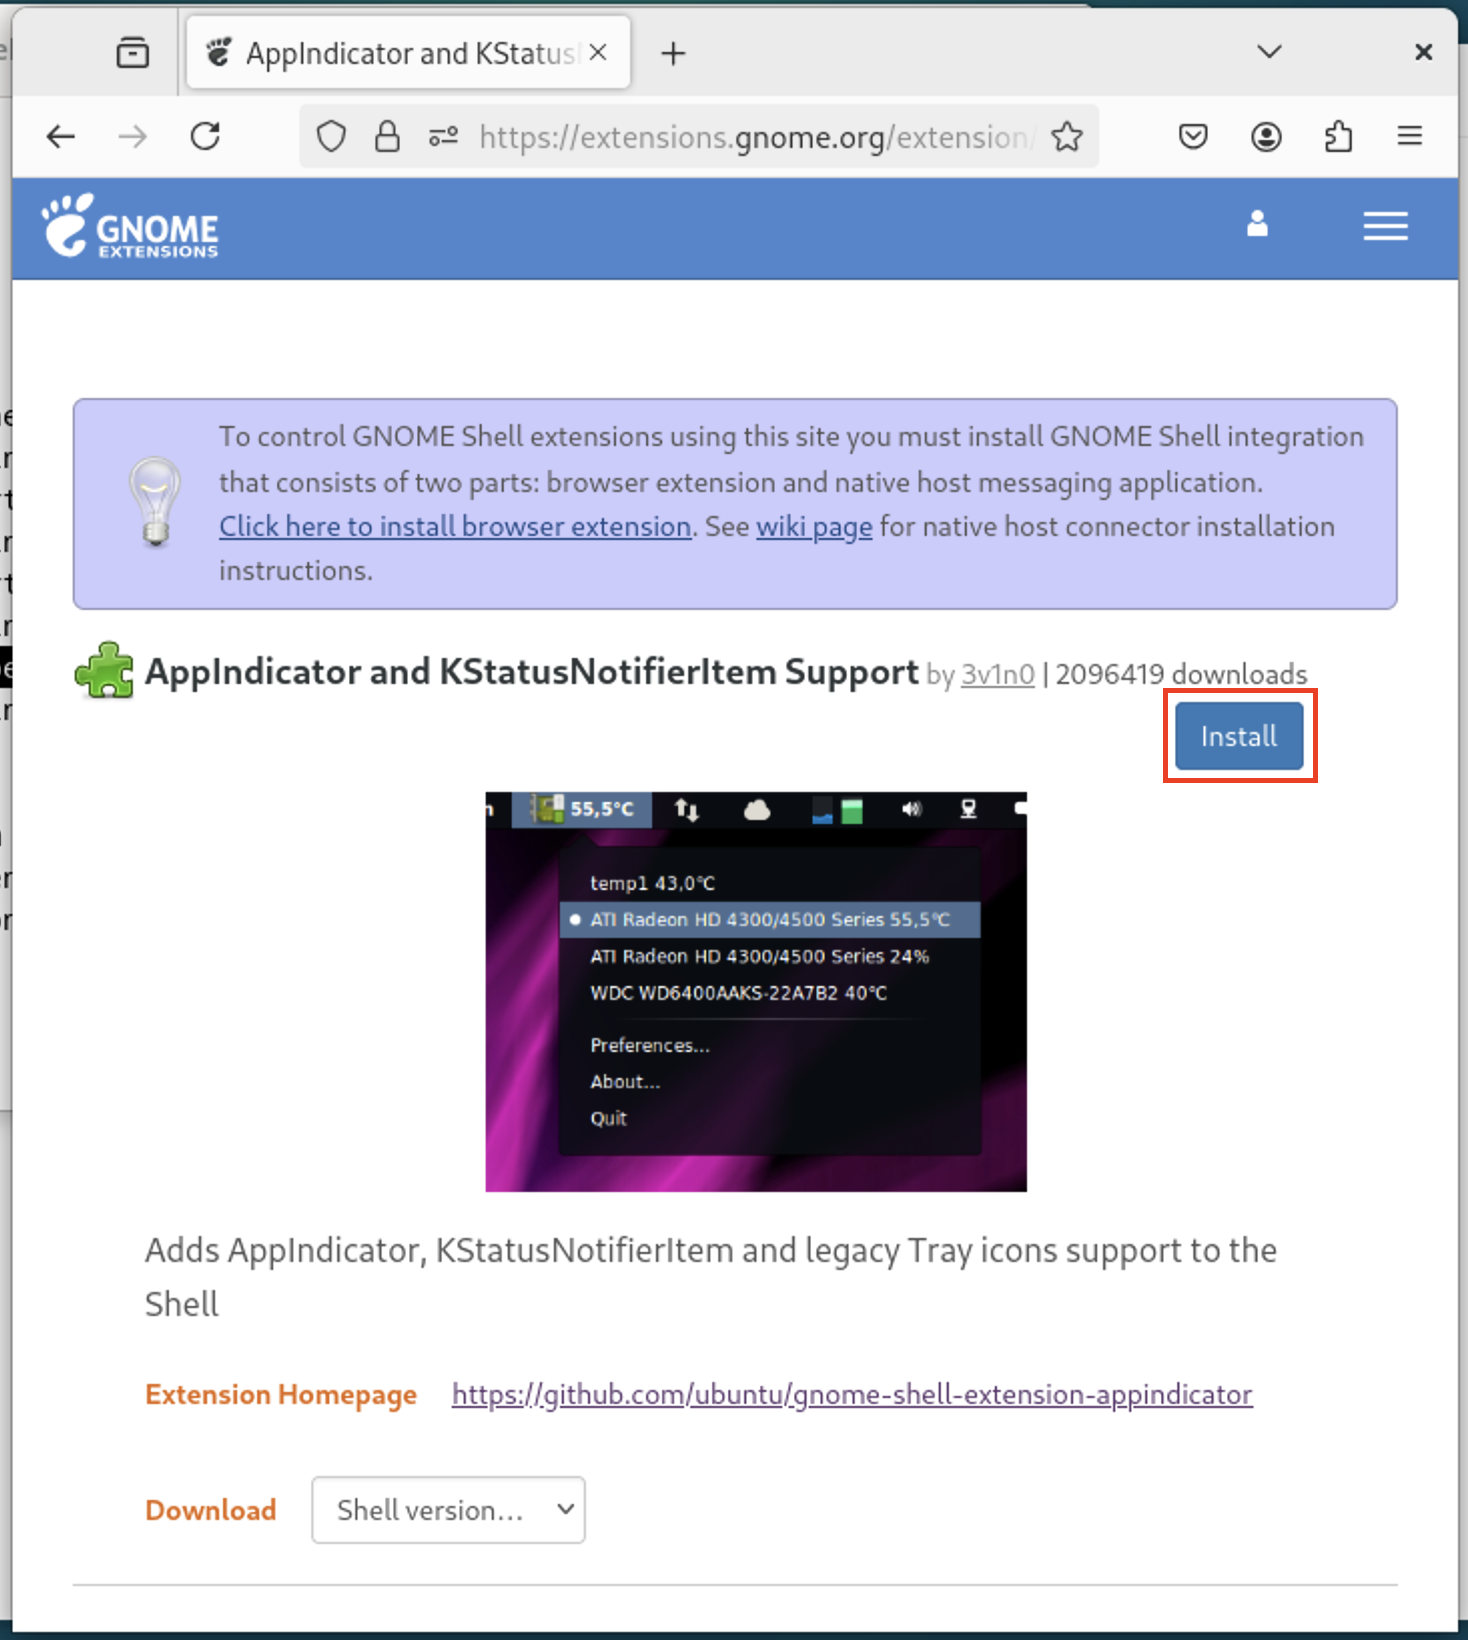 AppIndicator and KStatus
https://extensions.gnome.org/extension/
GNOME
EXTENSIONS
To control GNOME Shell extensions using this site you must install GNOME Shell integration
that consists of two parts: browser extension and native host messaging application.
Click here to install browser extension. See wiki page for native host connector installation
instructions.
AppIndicator and KStatusNotifierItem Support by 3v1n0 | 2096419 downloads
Install
55,5°C
temp1 43,0°C
ATI Radeon HD 4300/4500 Series 55,5°C
ATI Radeon HD 4300/4500 Series 24%
WDC WD6400AAKS-22A7B2 40°C
Preferences...
About...
Quit
Adds AppIndicator, KStatusNotifierItem and legacy Tray icons support to the
Shell
Extension Homepage https://github.com/ubuntu/gnome-shell-extension-appindicator
Download Shell version...